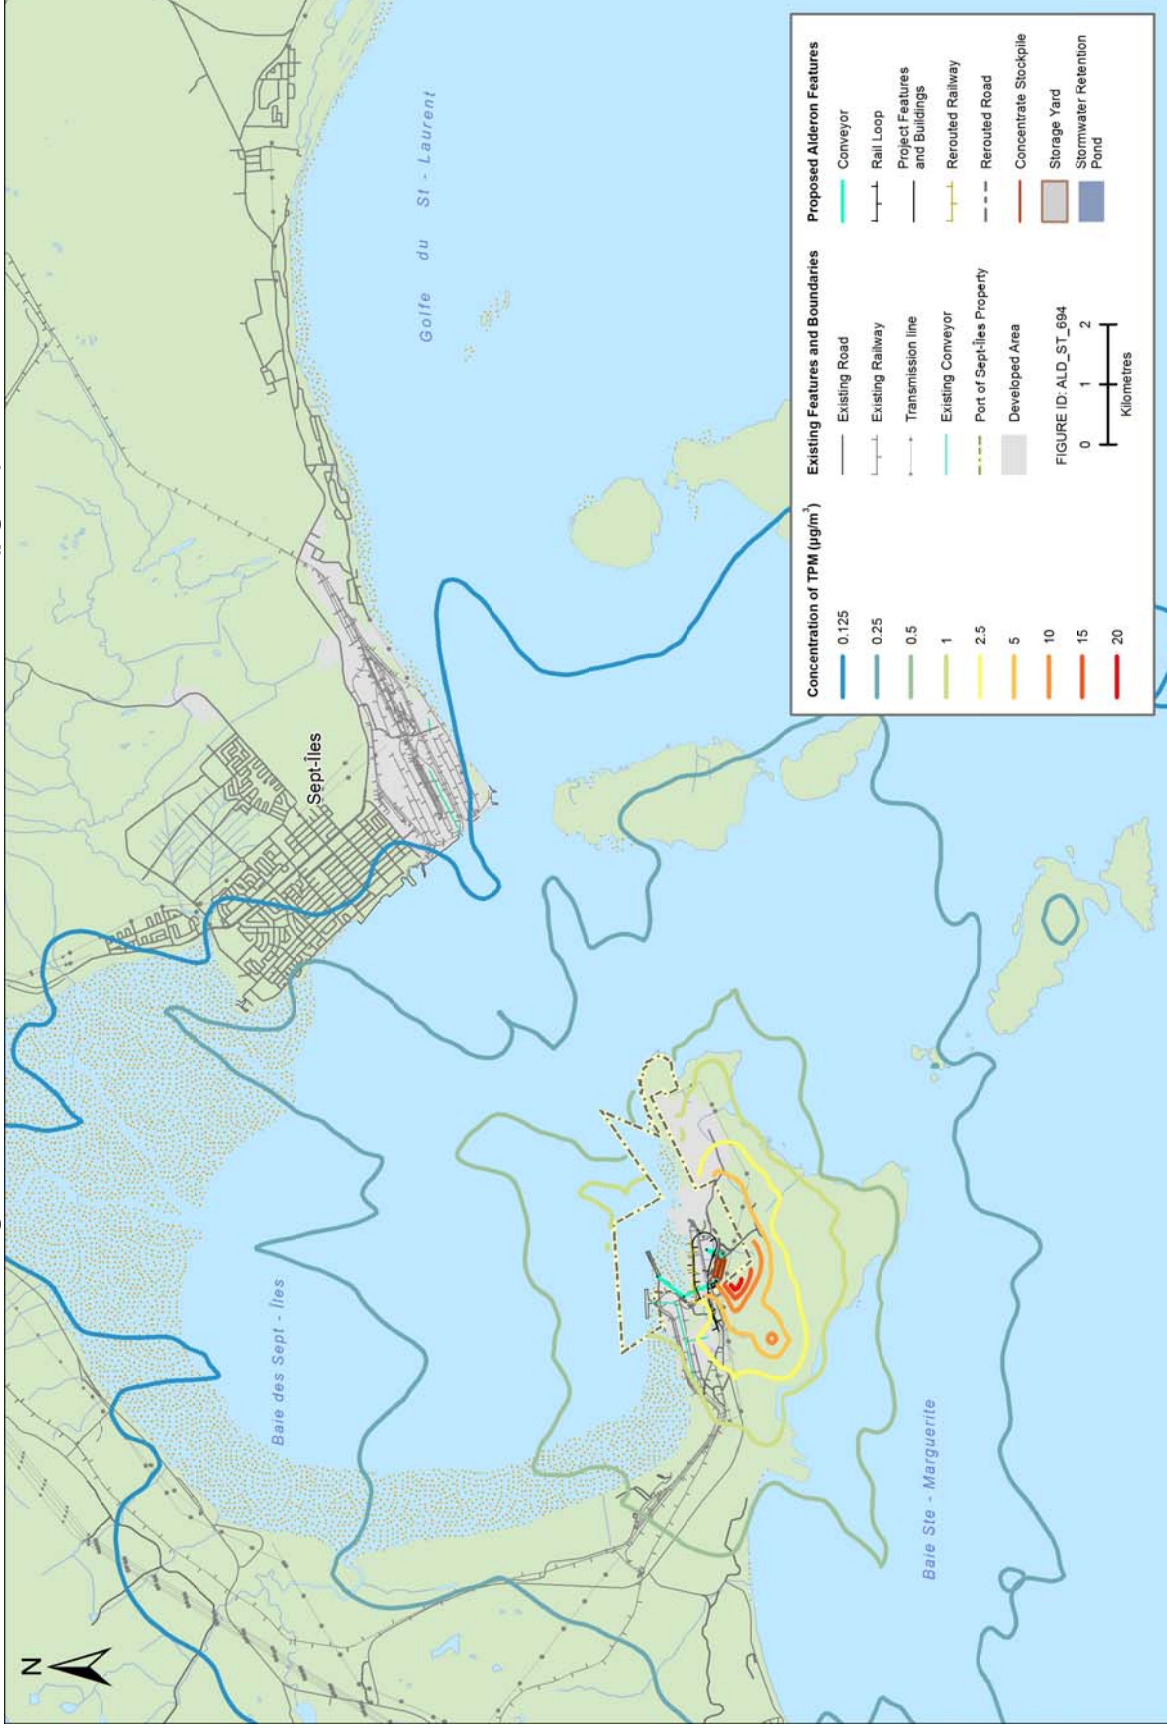 N
Sept-Îles
Golfe du St - Laurent
Baie des Sept - Îles
Baie Ste - Marguerite
Concentration of TPM (µg/m³)
0.125
0.25
0.5
1
2.5
5
10
15
20
Existing Features and Boundaries
Existing Road
Existing Railway
Transmission line
Existing Conveyor
Port of Sept-Îles Property
Developed Area
FIGURE ID: ALD_ST_694
0 1 2
Kilometres
Proposed Alderon Features
Conveyor
Rail Loop
Project Features
and Buildings
Rerouted Railway
Rerouted Road
Concentrate Stockpile
Storage Yard
Stormwater Retention
Pond